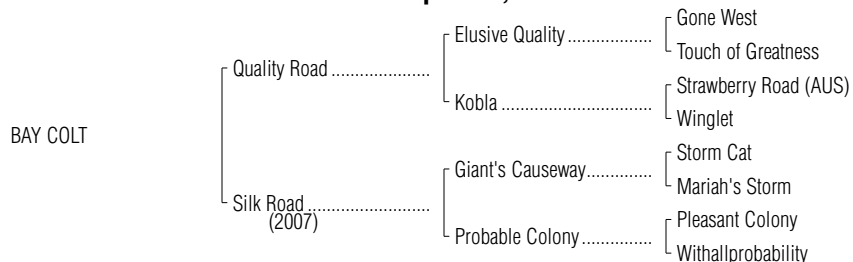 Gone West
Elusive Quality ....................
Touch of Greatness
Quality Road ........................
Strawberry Road (AUS)
Kobla .....................................
Winglet
BAY COLT
Storm Cat
Giant's Causeway................
Mariah's Storm
Silk Road ..............................
(2007)
Pleasant Colony
Probable Colony .................
Withallprobability